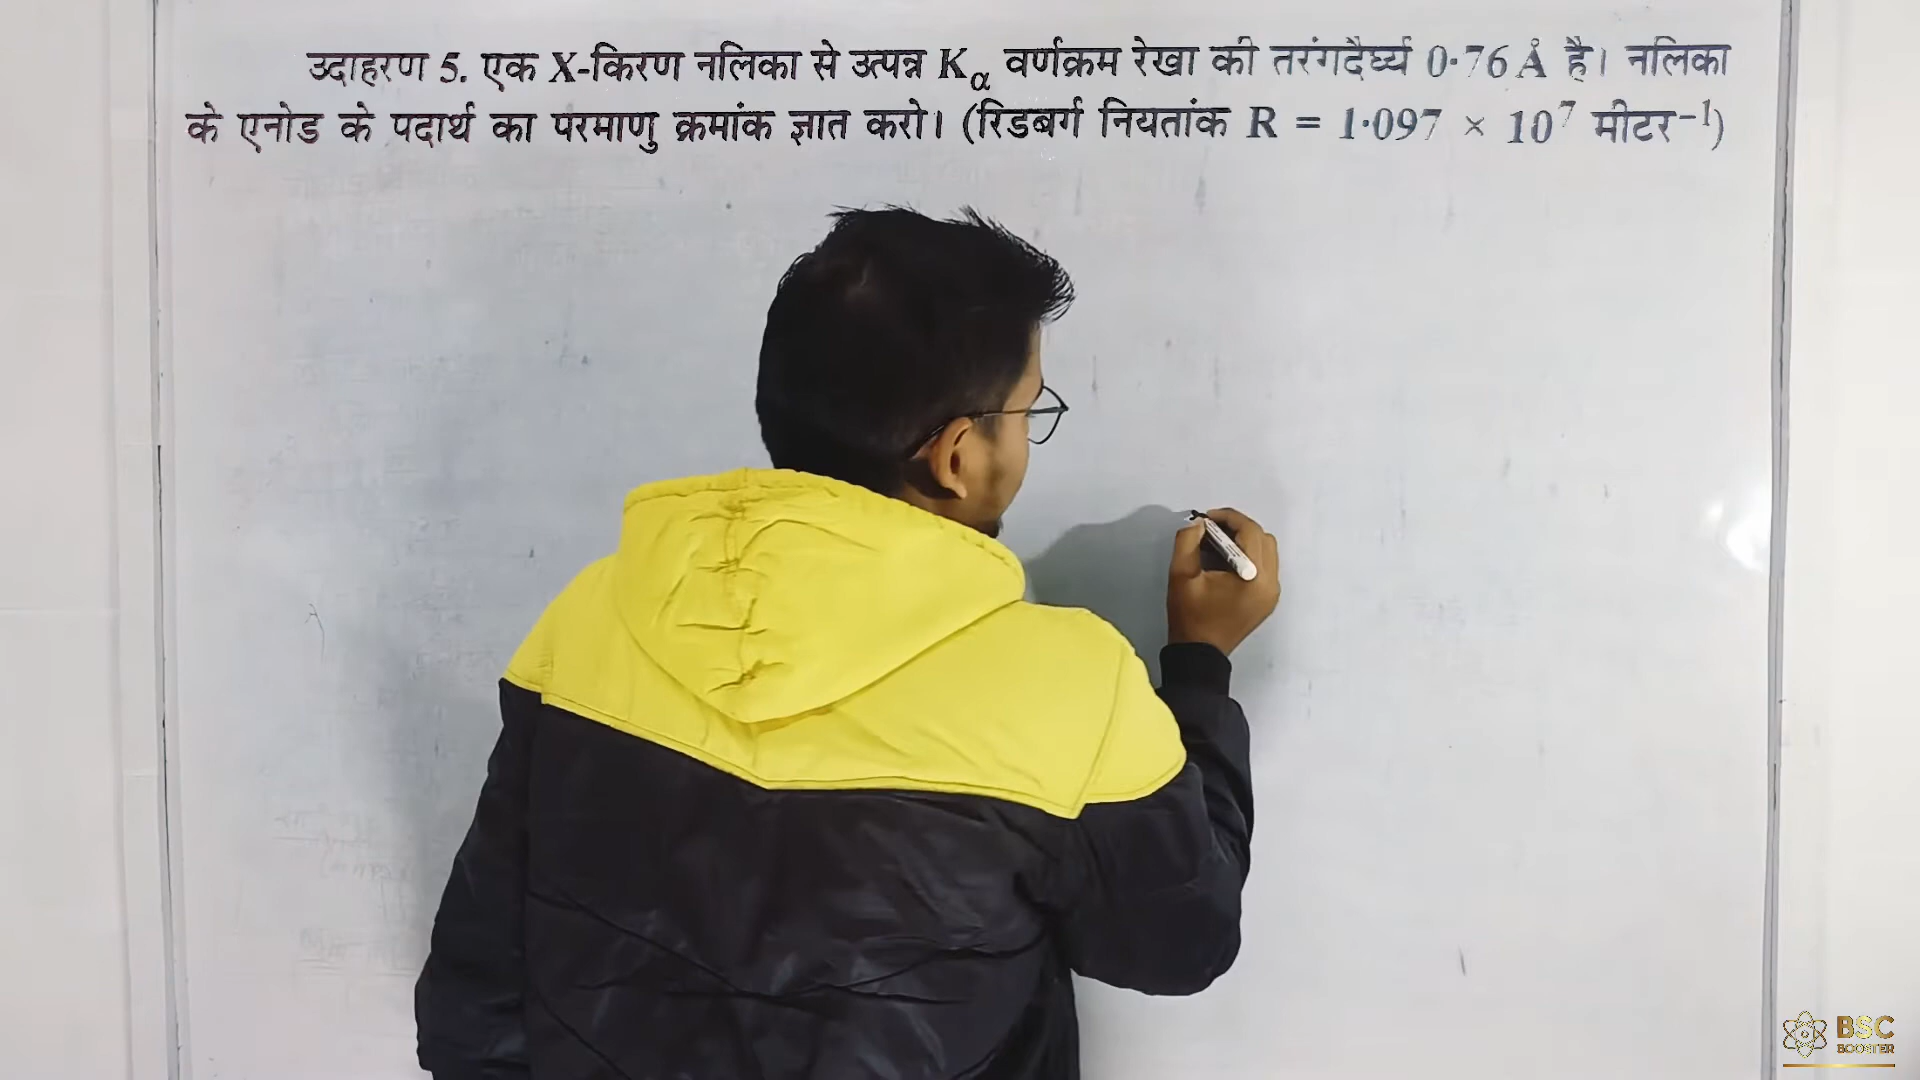 उदाहरण 5. एक X-किरण नलिका से उत्पन्न Kα वर्णक्रम रेखा की तरंगदैर्घ्य 0·76 Å है। नलिका
के एनोड के पदार्थ का परमाणु क्रमांक ज्ञात करो। (रिडबर्ग नियतांक R = 1·097 × 10⁷ मीटर⁻¹)
BSC
BOOSTER